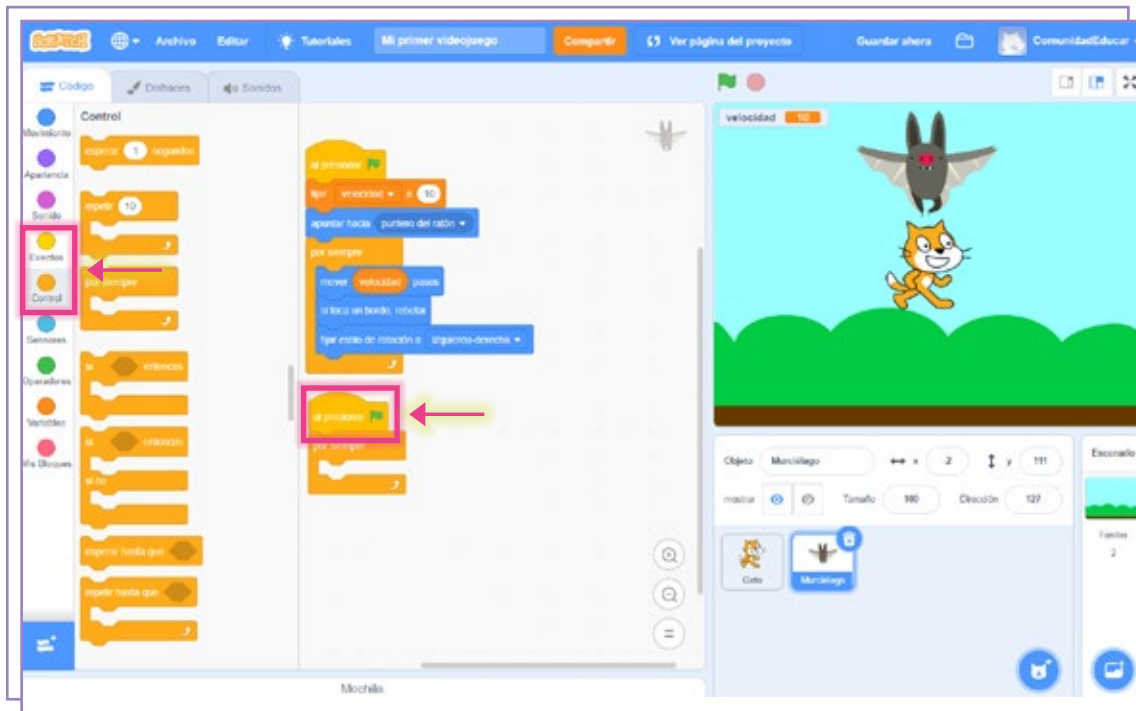 SCRATCH
Archivo
Editar
Tutoriales
Mi primer videojuego
Compartir
Ver página del proyecto
Guardar ahora
ComunidadEducar
Código
Disfraces
Sonidos
Movimiento
Apariencia
Sonido
Eventos
Control
Sensores
Operadores
Variables
Mis Bloques
Control
esperar 1 segundos
repetir 10
por siempre
si entonces
si entonces
si no
esperar hasta que
repetir hasta que
al presionar
fijar velocidad a 10
apuntar hacia puntero del ratón
por siempre
mover velocidad pasos
si toca un borde, rebotar
fijar estilo de rotación a izquierda-derecha
al presionar
por siempre
Mochila
velocidad 10
Objeto Murciélago x -2 y 111
mostrar Tamaño 100 Dirección 127
Gato
Murciélago
Escenario
Fondos
2